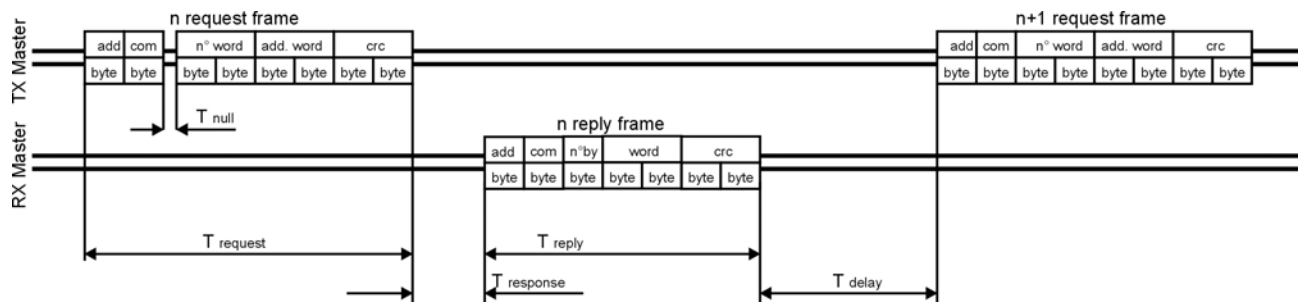 n request frame
n+1 request frame
TX Master
add com n° word add. word crc
add com n° word add. word crc
byte byte byte byte byte byte byte byte
byte byte byte byte byte byte byte byte
T null
n reply frame
RX Master
add com n°by word crc
byte byte byte byte byte byte byte
T request
T reply
T response
T delay